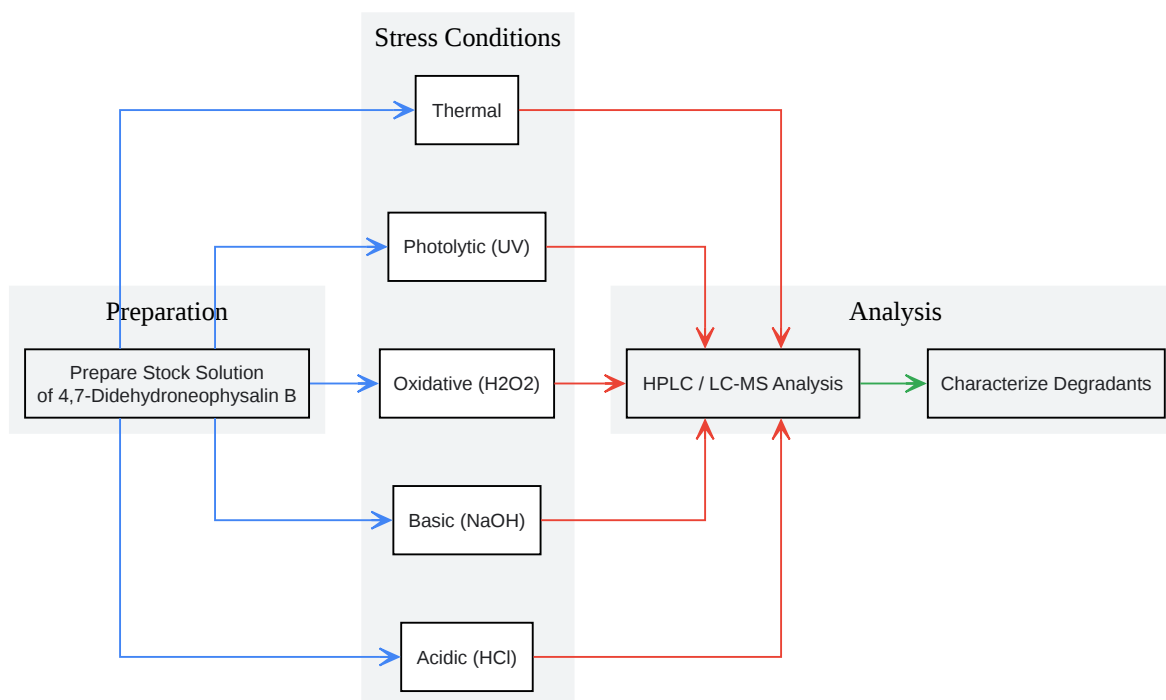 Stress Conditions
Thermal
Photolytic (UV)
Preparation
Analysis
Prepare Stock Solution
of 4,7-Didehydroneophysalin B
Oxidative (H2O2)
HPLC / LC-MS Analysis
Characterize Degradants
Basic (NaOH)
Acidic (HCl)